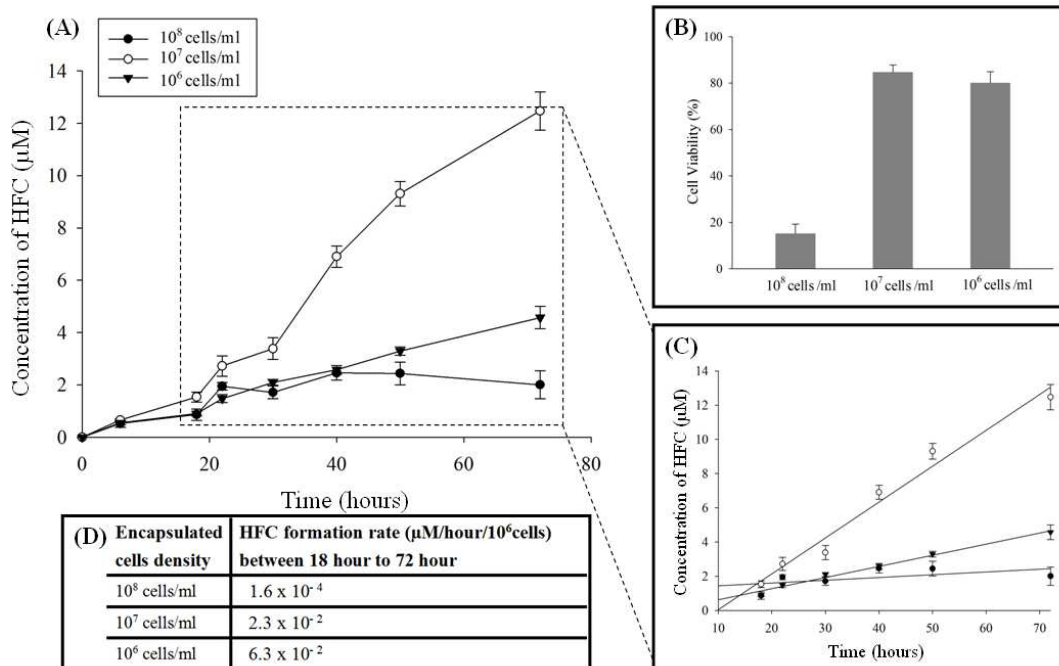 (A)
10⁸ cells/ml
10⁷ cells/ml
10⁶ cells/ml
14
12
10
8
6
4
2
0
0 20 40 60 80
Concentration of HFC (µM)
Time (hours)
(B)
100
80
60
40
20
0
Cell Viability (%)
10⁸ cells/ml 10⁷ cells/ml 10⁶ cells/ml
(C)
14
12
10
8
6
4
2
0
10 20 30 40 50 60 70
Concentration of HFC (µM)
Time (hours)
(D) Encapsulated HFC formation rate (µM/hour/10⁶cells)
cells density between 18 hour to 72 hour
10⁸ cells/ml 1.6 x 10⁻⁴
10⁷ cells/ml 2.3 x 10⁻²
10⁶ cells/ml 6.3 x 10⁻²